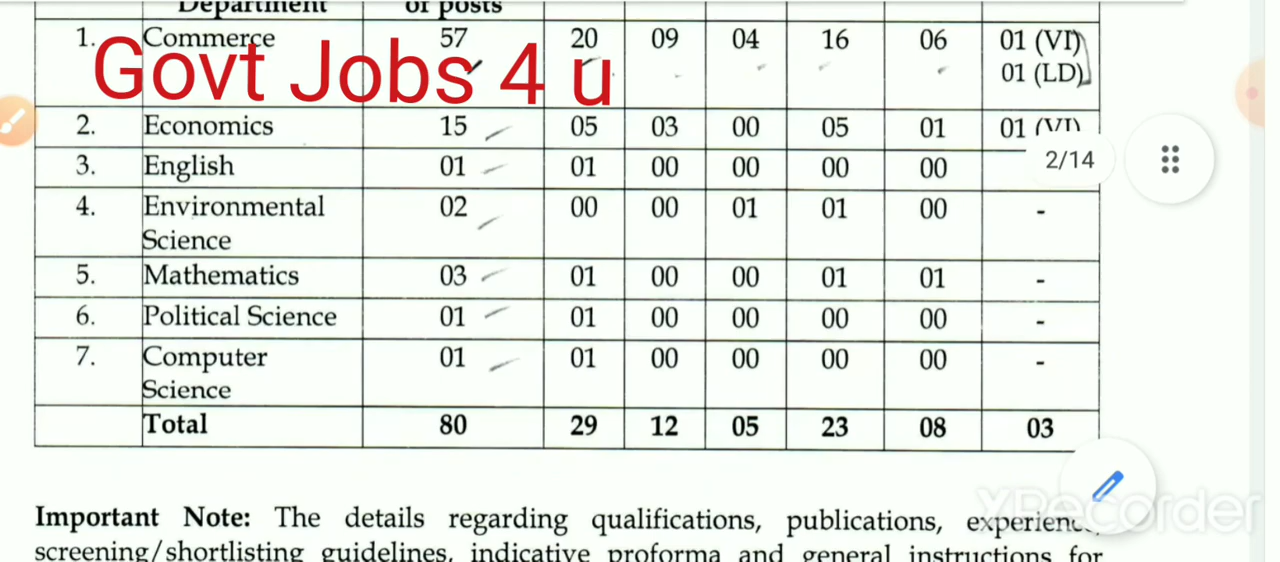 Department of posts
1. Commerce 57 20 09 04 16 06 01 (VI)
01 (LD)
Govt Jobs 4 u
2. Economics 15 05 03 00 05 01 01 (VI)
3. English 01 01 00 00 00 00
2/14
4. Environmental 02 00 00 01 01 00 -
Science
5. Mathematics 03 01 00 00 01 01 -
6. Political Science 01 01 00 00 00 00 -
7. Computer 01 01 00 00 00 00 -
Science
Total 80 29 12 05 23 08 03
Important Note: The details regarding qualifications, publications, experience,
screening/shortlisting guidelines, indicative proforma and general instructions for
XRecorder